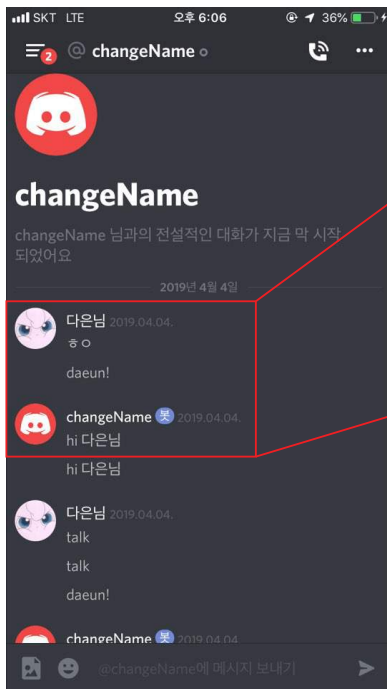 SKT LTE 오후 6:06 36%
2 @ changeName
changeName
changeName 님과의 전설적인 대화가 지금 막 시작
되었어요
2019년 4월 4일
다은님 2019.04.04.
ㅎㅇ
daeun!
changeName 봇 2019.04.04.
hi 다은님
hi 다은님
다은님 2019.04.04.
talk
talk
daeun!
changeName 봇 2019.04.04
@changeName에 메시지 보내기